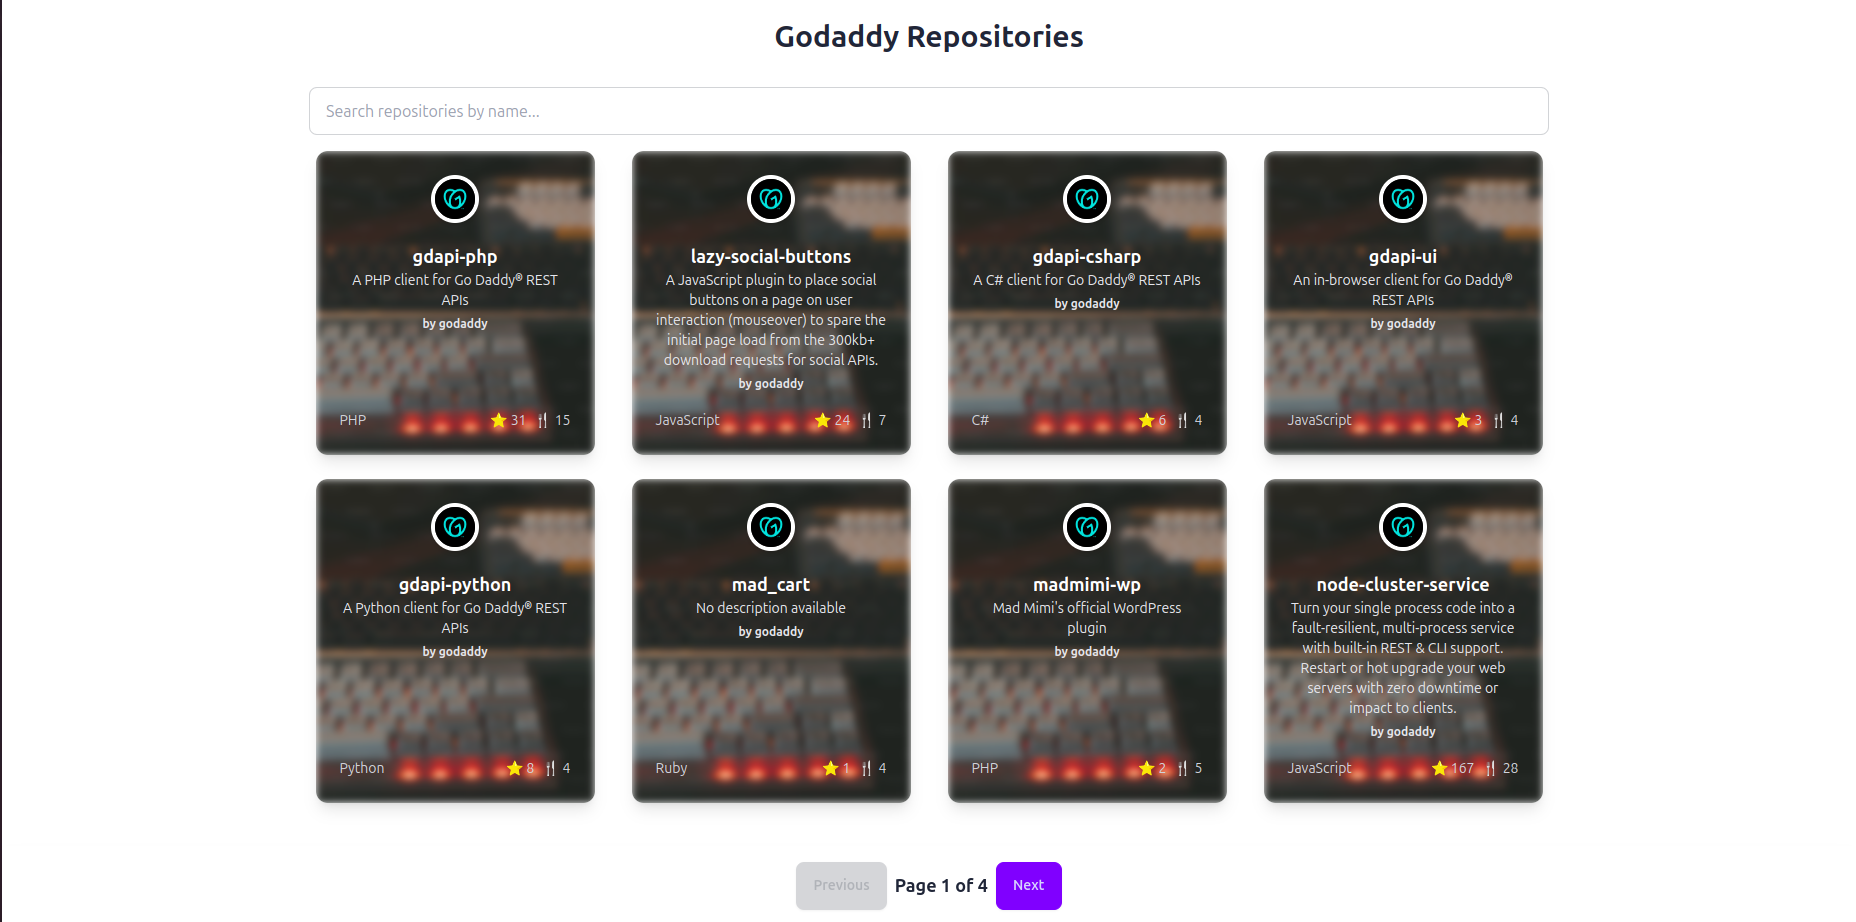 Godaddy Repositories
Search repositories by name...
gdapi-php
A PHP client for Go Daddy® REST
APIs
by godaddy
PHP
31
15
lazy-social-buttons
A JavaScript plugin to place social
buttons on a page on user
interaction (mouseover) to spare the
initial page load from the 300kb+
download requests for social APIs.
by godaddy
JavaScript
24
7
gdapi-csharp
A C# client for Go Daddy® REST APIs
by godaddy
C#
6
4
gdapi-ui
An in-browser client for Go Daddy®
REST APIs
by godaddy
JavaScript
3
4
gdapi-python
A Python client for Go Daddy® REST
APIs
by godaddy
Python
8
4
mad_cart
No description available
by godaddy
Ruby
1
4
madmimi-wp
Mad Mimi's official WordPress
plugin
by godaddy
PHP
2
5
node-cluster-service
Turn your single process code into a
fault-resilient, multi-process service
with built-in REST & CLI support.
Restart or hot upgrade your web
servers with zero downtime or
impact to clients.
by godaddy
JavaScript
167
28
Previous
Page 1 of 4
Next